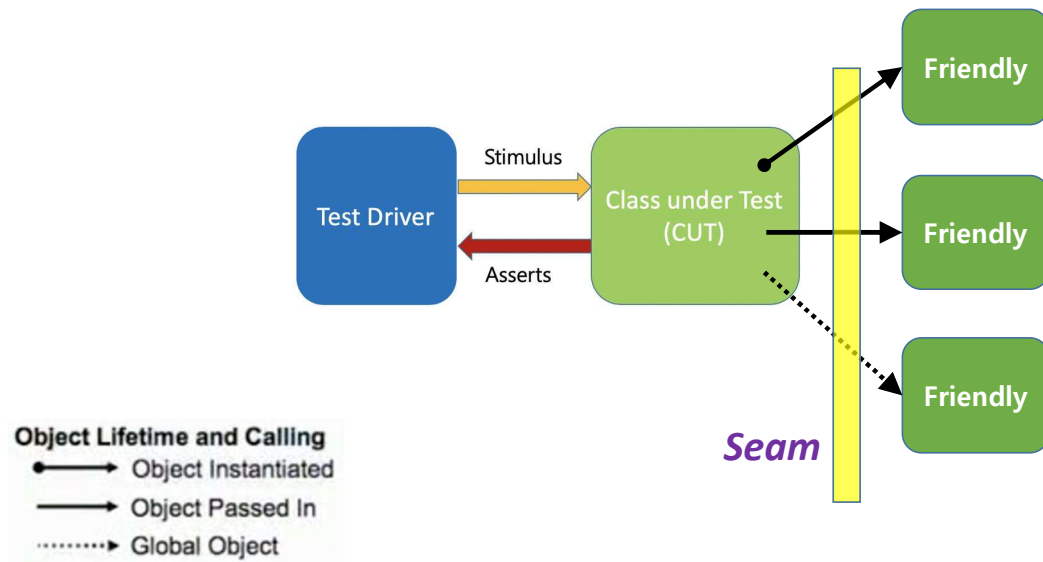 Friendly
Stimulus
Test Driver
Class under Test
(CUT)
Friendly
Asserts
Friendly
Seam
Object Lifetime and Calling
Object Instantiated
Object Passed In
Global Object